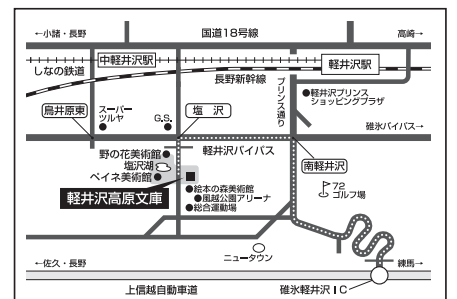 ←小諸・長野
国道18号線
高崎→
中軽井沢駅
軽井沢駅
しなの鉄道
長野新幹線
プリンス通り
●軽井沢プリンス
ショッピングプラザ
鳥井原東
スーパー
ツルヤ
G.S.
塩沢
碓氷バイパス→
野の花美術館●
軽井沢バイパス
塩沢湖
南軽井沢
ペイネ美術館●
軽井沢高原文庫
●絵本の森美術館
●風越公園アリーナ
●総合運動場
72
ゴルフ場
ニュータウン
←佐久・長野
練馬→
上信越自動車道
碓氷軽井沢IC